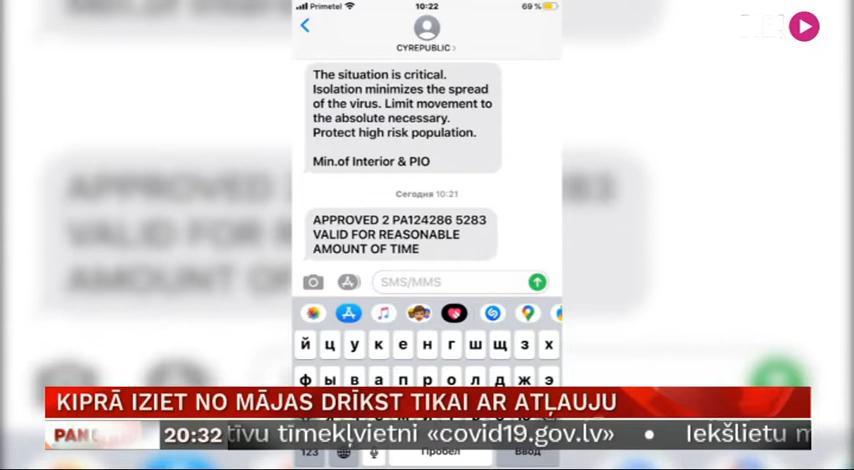 Primetel 10:22 69 %
CYREPUBLIC
The situation is critical.
Isolation minimizes the spread
of the virus. Limit movement to
the absolute necessary.
Protect high risk population.
Min.of Interior & PIO
Сегодня 10:21
APPROVED 2 PA124286 5283
VALID FOR REASONABLE
AMOUNT OF TIME
SMS/MMS
й ц у к е н г ш щ з х
ф ы в а п р о л д ж э
KIPRĀ IZIET NO MĀJAS DRĪKST TIKAI AR ATĻAUJU
20:32 tīvu tīmekļvietni «covid19.gov.lv» • Iekšlietu m
123 Пробел Ввод